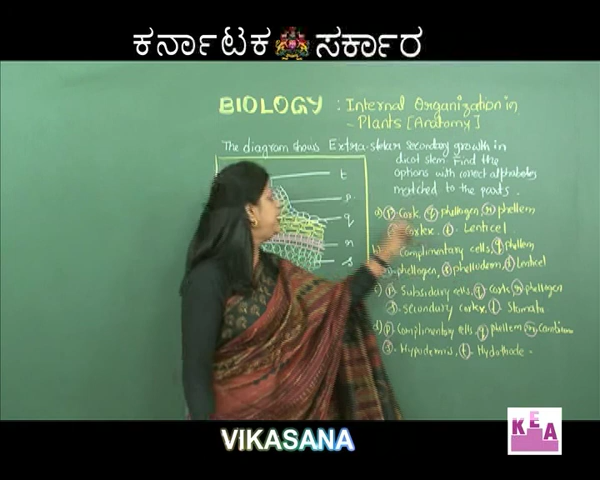 ಕರ್ನಾಟಕ ಸರ್ಕಾರ
BIOLOGY : Internal Organization in
- Plants [Anatomy]
The diagram shows Extra-stelar secondary growth in
dicot stem Find the
options with correct alphabets
matched to the parts.
t
p
q
r
s
a) p Cork, q phellogen, r phellem
Cortex, t - Lenticel
Complimentary cells, q phellem
phellogen, s phelloderm, t Lenticel
c) p Subsidary cells, q Cork, r phellogen
s secondary cortex, t Stomata
d) p Complimentary cells, q phellem, r Cambium
s Hypodermis, t Hydathode -
VIKASANA
KEA